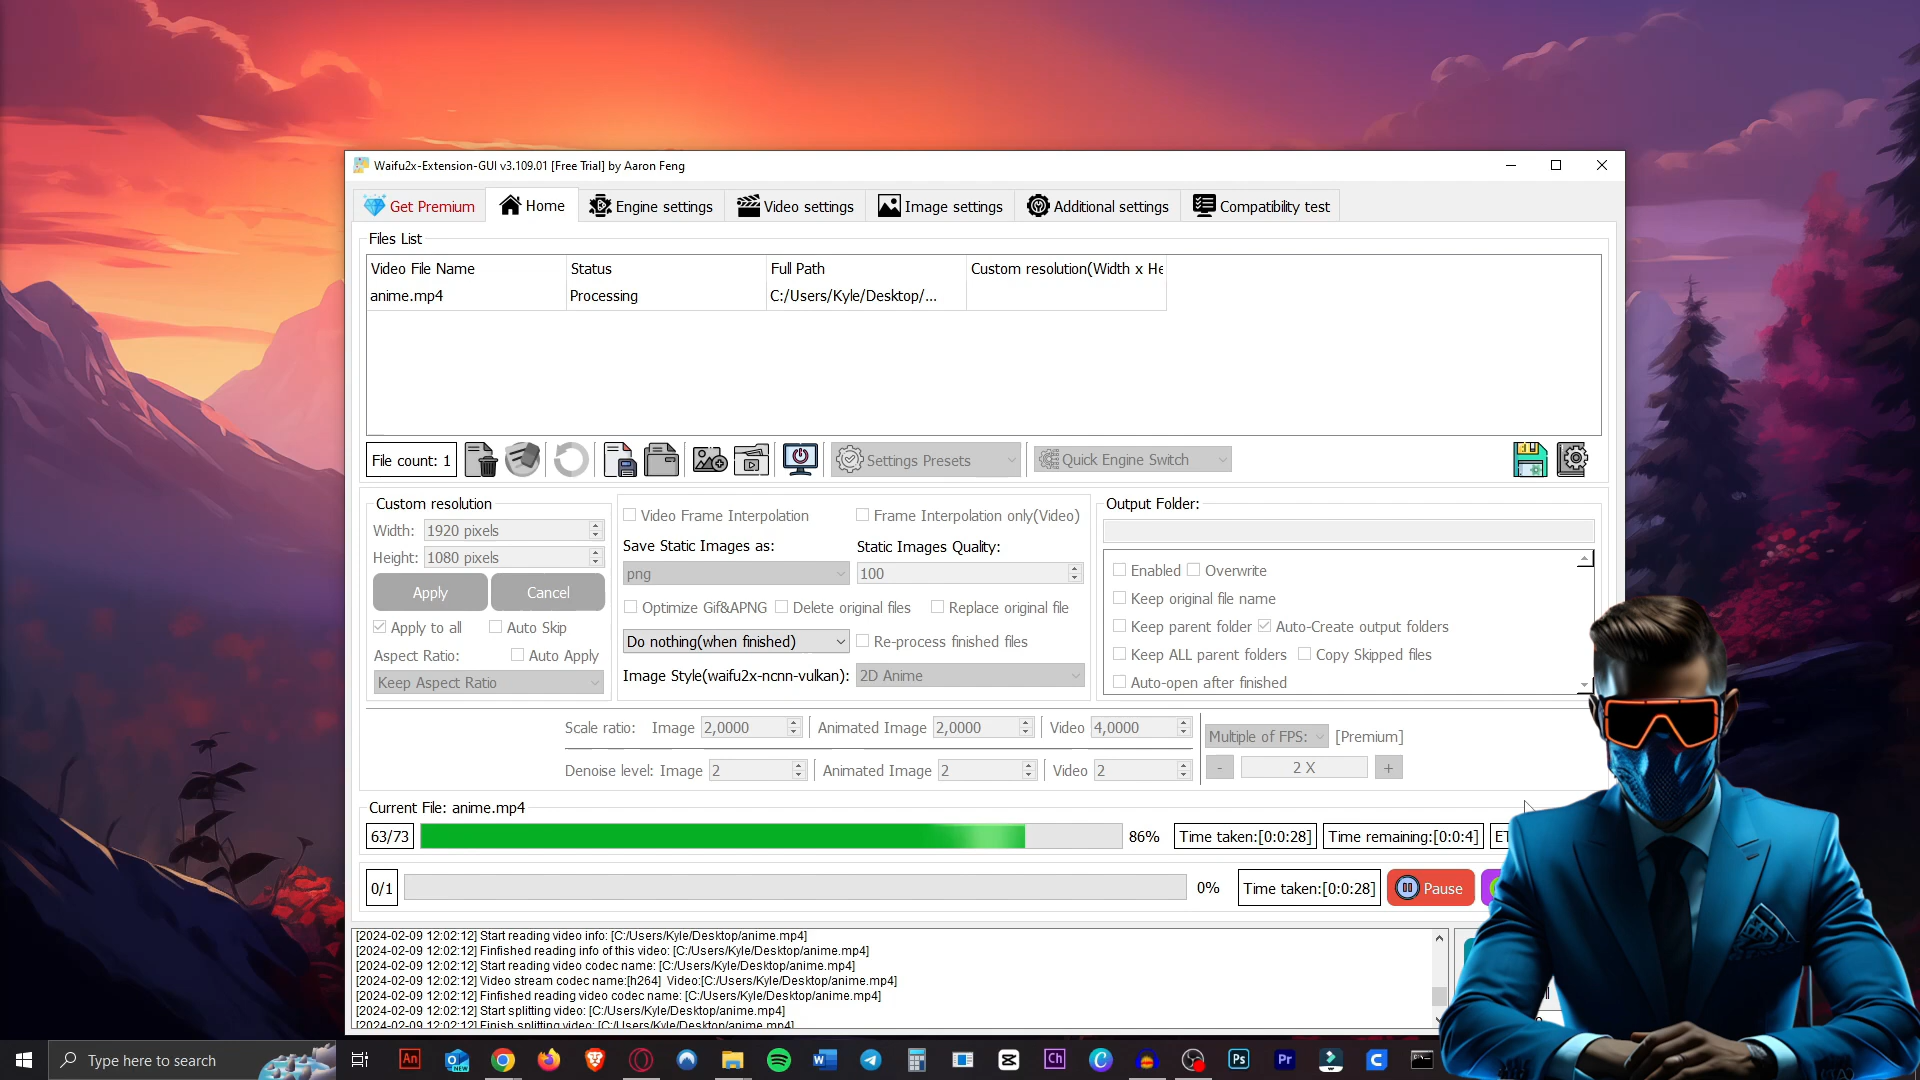 Waifu2x-Extension-GUI v3.109.01 [Free Trial] by Aaron Feng
Get Premium Home Engine settings Video settings Image settings Additional settings Compatibility test
Files List
Video File Name Status Full Path Custom resolution(Width x He
anime.mp4 Processing C:/Users/Kyle/Desktop/...
File count: 1 Settings Presets Quick Engine Switch
Custom resolution
Width: 1920 pixels
Height: 1080 pixels
Apply Cancel
Apply to all Auto Skip
Aspect Ratio: Auto Apply
Keep Aspect Ratio
Video Frame Interpolation Frame Interpolation only(Video)
Save Static Images as: Static Images Quality:
png 100
Optimize Gif&APNG Delete original files Replace original file
Do nothing(when finished) Re-process finished files
Image Style(waifu2x-ncnn-vulkan): 2D Anime
Output Folder:
Enabled Overwrite
Keep original file name
Keep parent folder Auto-Create output folders
Keep ALL parent folders Copy Skipped files
Auto-open after finished
Scale ratio: Image 2,0000 Animated Image 2,0000 Video 4,0000
Denoise level: Image 2 Animated Image 2 Video 2
Multiple of FPS: [Premium]
- 2 X +
Current File: anime.mp4
63/73 86% Time taken:[0:0:28] Time remaining:[0:0:4]
0/1 0% Time taken:[0:0:28] Pause
[2024-02-09 12:02:12] Start reading video info: [C:/Users/Kyle/Desktop/anime.mp4]
[2024-02-09 12:02:12] Finfished reading info of this video: [C:/Users/Kyle/Desktop/anime.mp4]
[2024-02-09 12:02:12] Start reading video codec name: [C:/Users/Kyle/Desktop/anime.mp4]
[2024-02-09 12:02:12] Video stream codec name:[h264] Video:[C:/Users/Kyle/Desktop/anime.mp4]
[2024-02-09 12:02:12] Finfished reading video codec name: [C:/Users/Kyle/Desktop/anime.mp4]
[2024-02-09 12:02:12] Start splitting video: [C:/Users/Kyle/Desktop/anime.mp4]
[2024-02-09 12:02:12] Finish splitting video: [C:/Users/Kyle/Desktop/anime.mp4]
Type here to search An NEW W Ch Ps Pr